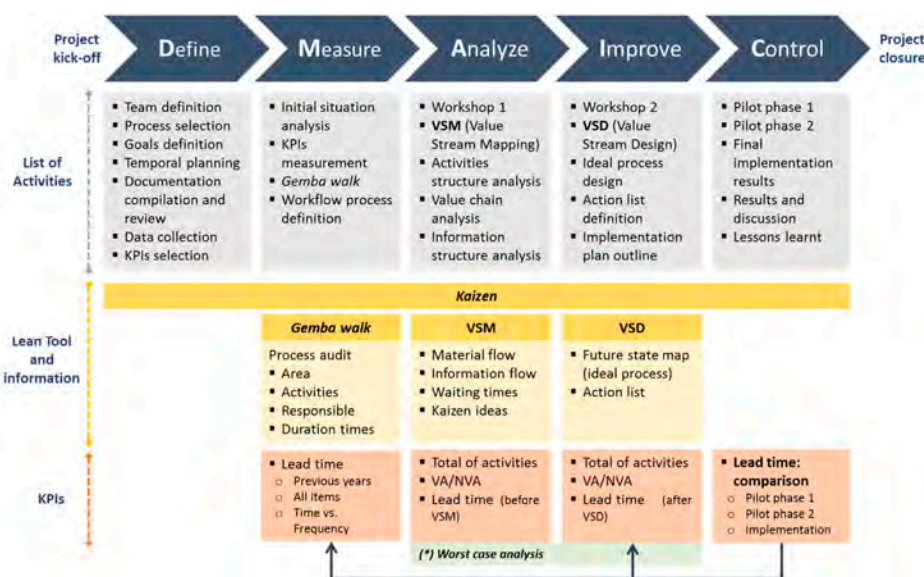 Project
kick-off
Define
Measure
Analyze
Improve
Control
Project
closure
List of
Activities
▪ Team definition
▪ Process selection
▪ Goals definition
▪ Temporal planning
▪ Documentation
compilation and
review
▪ Data collection
▪ KPIs selection
▪ Initial situation
analysis
▪ KPIs
measurement
▪ Gemba walk
▪ Workflow process
definition
▪ Workshop 1
▪ VSM (Value
Stream Mapping)
▪ Activities
structure analysis
▪ Value chain
analysis
▪ Information
structure analysis
▪ Workshop 2
▪ VSD (Value
Stream Design)
▪ Ideal process
design
▪ Action list
definition
▪ Implementation
plan outline
▪ Pilot phase 1
▪ Pilot phase 2
▪ Final
implementation
results
▪ Results and
discussion
▪ Lessons learnt
Kaizen
Lean Tool
and
information
Gemba walk
Process audit
▪ Area
▪ Activities
▪ Responsible
▪ Duration times
VSM
▪ Material flow
▪ Information flow
▪ Waiting times
▪ Kaizen ideas
VSD
▪ Future state map
(ideal process)
▪ Action list
KPIs
▪ Lead time
○ Previous years
○ All items
○ Time vs.
Frequency
▪ Total of activities
▪ VA/NVA
▪ Lead time (before
VSM)
▪ Total of activities
▪ VA/NVA
▪ Lead time (after
VSD)
▪ Lead time:
comparison
○ Pilot phase 1
○ Pilot phase 2
○ Implementation
(*) Worst case analysis